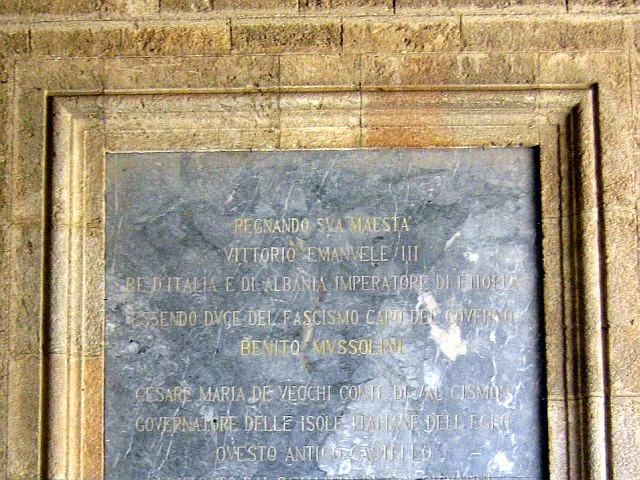 REGNANDO SVA MAESTA'
VITTORIO EMANVELE III
RE D'ITALIA E DI ALBANIA IMPERATORE DI ETIOPIA
ESSENDO DVCE DEL FASCISMO CAPO DEL GOVERNO
BENITO MVSSOLINI
CESARE MARIA DE VECCHI CONTE DI VAL CISMON
GOVERNATORE DELLE ISOLE ITALIANE DELL'EGEO
QVESTO ANTICO CASTELLO